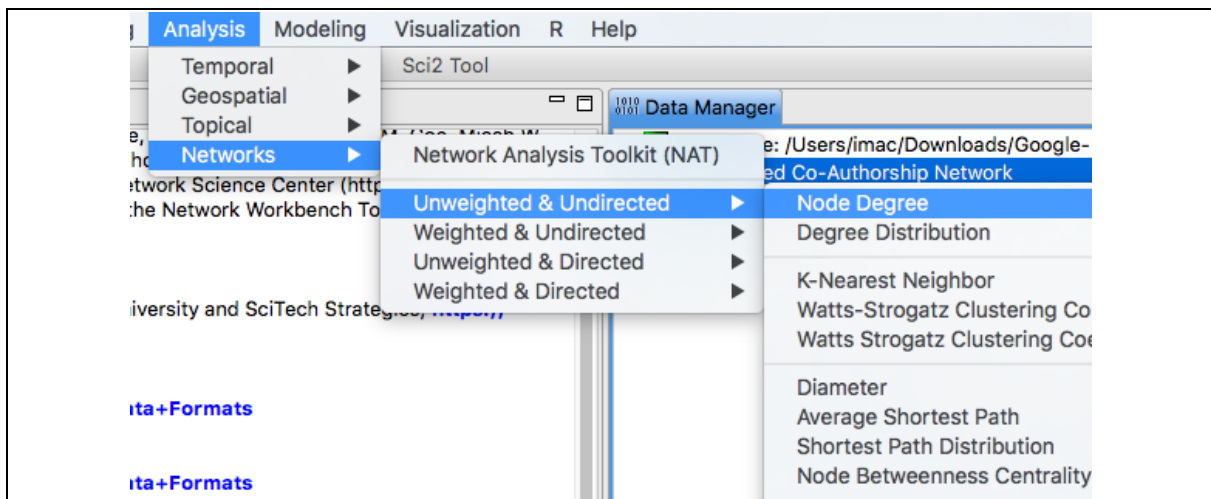 Analysis Modeling Visualization R Help
Temporal Sci2 Tool
Geospatial
Data Manager
Topical
Networks
Network Analysis Toolkit (NAT)
e: /Users/imac/Downloads/Google-
ed Co-Authorship Network
etwork Science Center (http
the Network Workbench To
Unweighted & Undirected
Node Degree
Weighted & Undirected
Degree Distribution
Unweighted & Directed
Weighted & Directed
K-Nearest Neighbor
iversity and SciTech Strategies,
Watts-Strogatz Clustering Co
Watts Strogatz Clustering Coe
Diameter
ata+Formats
Average Shortest Path
Shortest Path Distribution
Node Betweenness Centrality
ata+Formats